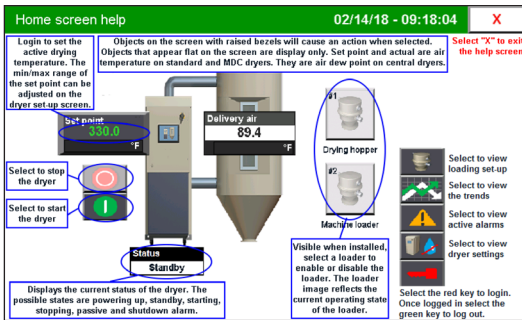 Home screen help
02/14/18 - 09:18:04
X
Login to set the
active drying
temperature. The
min/max range of
the set point can be
adjusted on the
dryer set-up screen.
Objects on the screen with raised bezels will cause an action when selected.
Objects that appear flat on the screen are display only. Set point and actual are air
temperature on standard and MDC dryers. They are air dew point on central dryers.
Select "X" to exit
the help screen
Set point
330.0
°F
Delivery air
89.4
°F
#1
Drying hopper
#2
Machine loader
Select to stop
the dryer
Select to start
the dryer
Status
Standby
Displays the current status of the dryer. The
possible states are powering up, standby, starting,
stopping, passive and shutdown alarm.
Visible when installed,
select a loader to
enable or disable the
loader. The loader
image reflects the
current operating state
of the loader.
Select to view
loading set-up
Select to view
the trends
Select to view
active alarms
Select to view
dryer settings
Select the red key to login.
Once logged in select the
green key to log out.